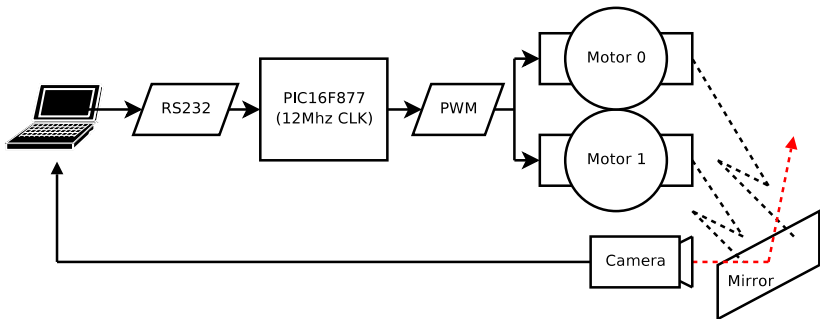 Motor 0
RS232
PIC16F877
(12Mhz CLK)
PWM
Motor 1
Camera
Mirror